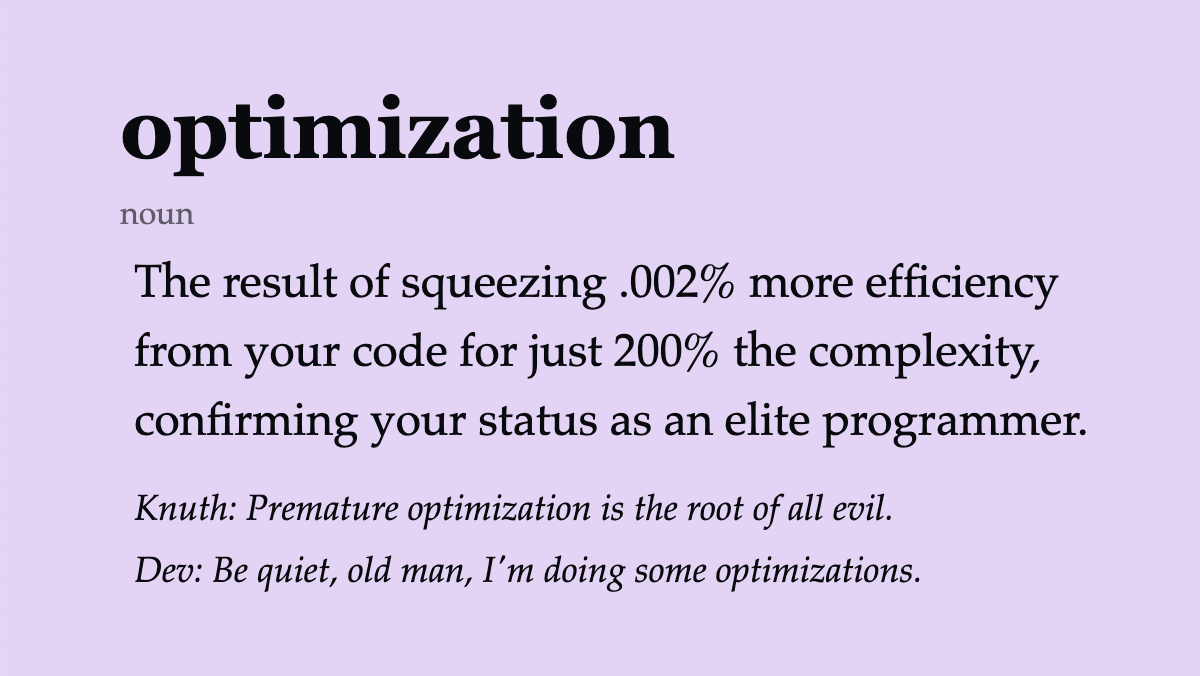 optimization
noun
The result of squeezing .002% more efficiency
from your code for just 200% the complexity,
confirming your status as an elite programmer.
Knuth: Premature optimization is the root of all evil.
Dev: Be quiet, old man, I'm doing some optimizations.